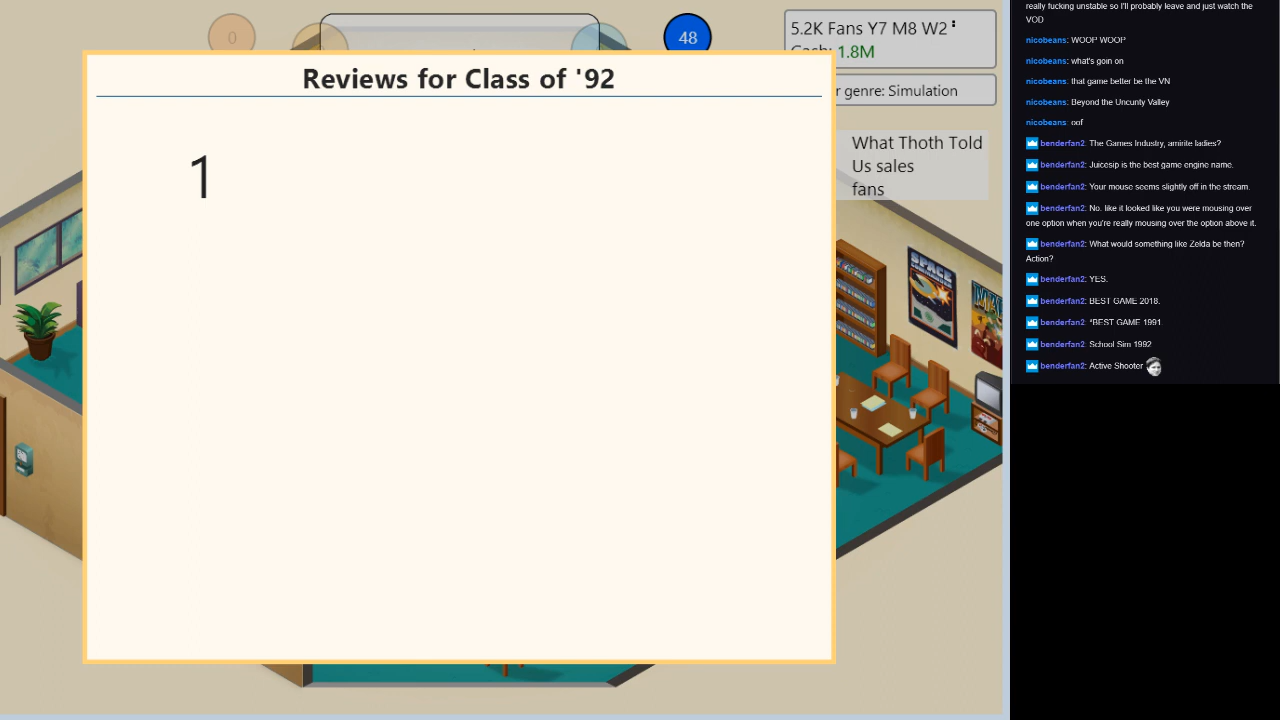 0
48
5.2K Fans Y7 M8 W2
Cash: 1.8M
r genre: Simulation
Reviews for Class of '92
1
What Thoth Told
Us sales
fans
SPACE
really fucking unstable so I'll probably leave and just watch the
VOD
nicobeans: WOOP WOOP
nicobeans: what's goin on
nicobeans: that game better be the VN
nicobeans: Beyond the Uncunty Valley
nicobeans: oof
benderfan2: The Games Industry, amirite ladies?
benderfan2: Juicesip is the best game engine name.
benderfan2: Your mouse seems slightly off in the stream.
benderfan2: No. like it looked like you were mousing over
one option when you're really mousing over the option above it.
benderfan2: What would something like Zelda be then?
Action?
benderfan2: YES.
benderfan2: BEST GAME 2018.
benderfan2: *BEST GAME 1991.
benderfan2: School Sim 1992
benderfan2: Active Shooter